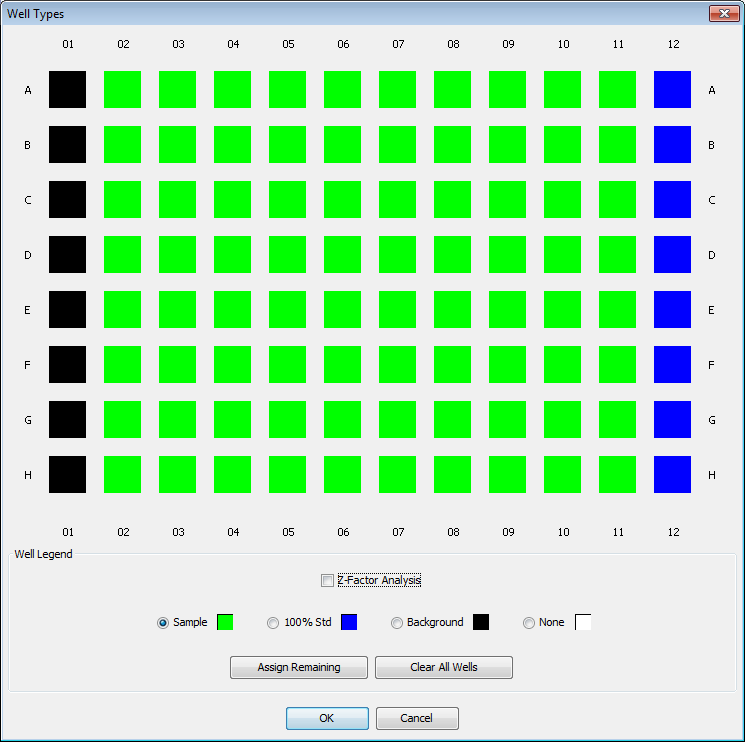 Well Types
01 02 03 04 05 06 07 08 09 10 11 12
A A
B B
C C
D D
E E
F F
G G
H H
01 02 03 04 05 06 07 08 09 10 11 12
Well Legend
Z-Factor Analysis
Sample 100% Std Background None
Assign Remaining Clear All Wells
OK Cancel